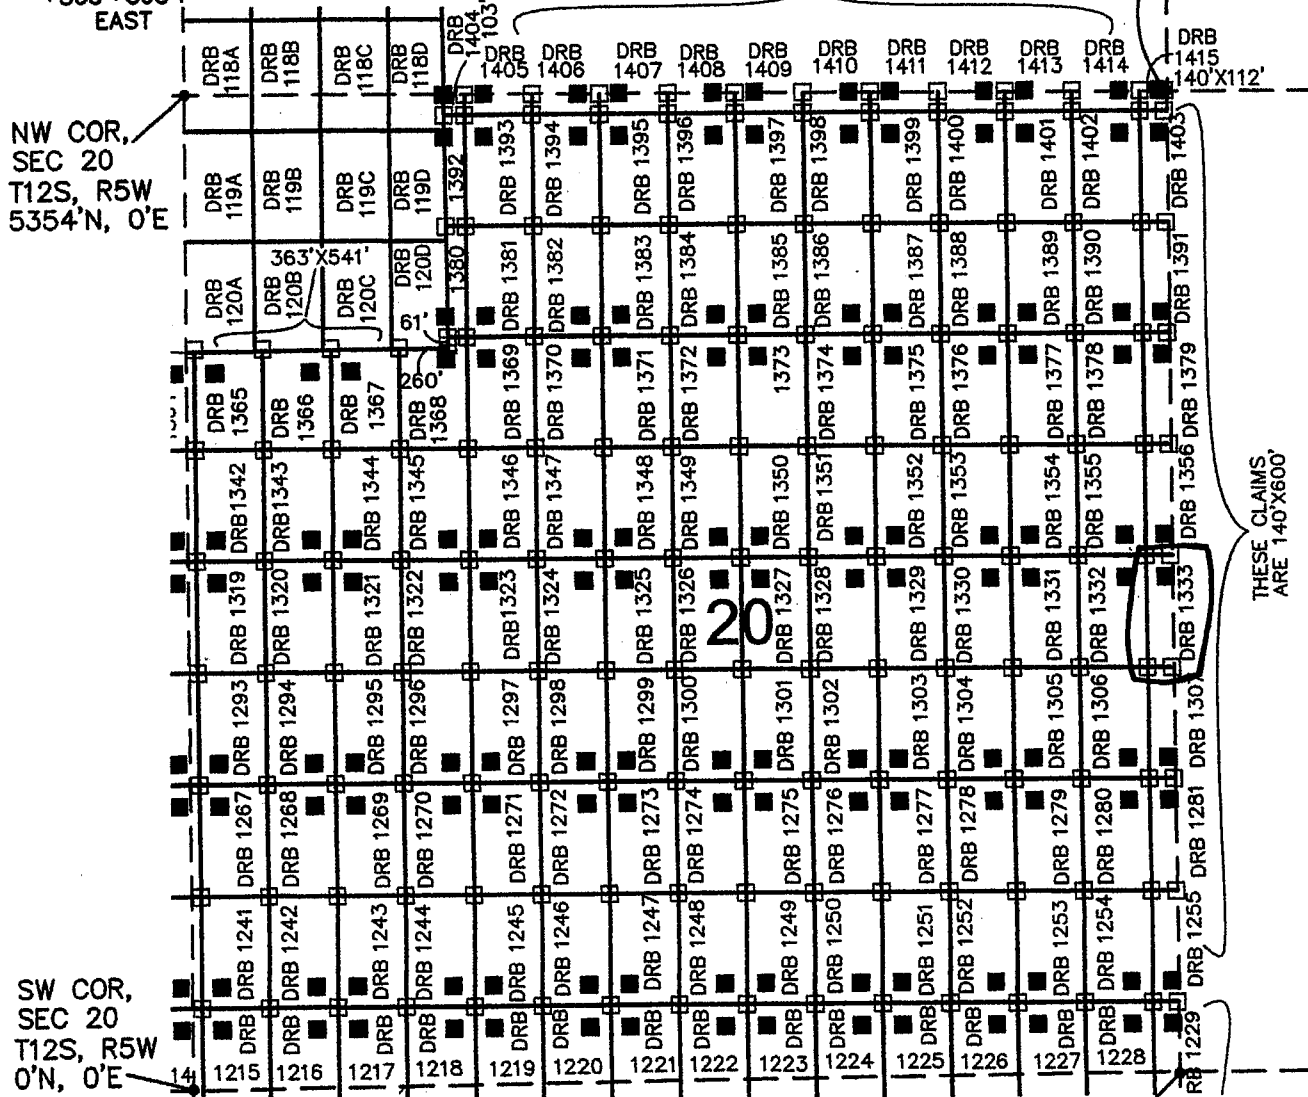 EAST
DRB
118A
DRB
118B
DRB
118C
DRB
118D
DRB
1404
103'
DRB
1405
DRB
1406
DRB
1407
DRB
1408
DRB
1409
DRB
1410
DRB
1411
DRB
1412
DRB
1413
DRB
1414
DRB
1415
140'X112'
NW COR,
SEC 20
T12S, R5W
5354'N, 0'E
DRB
119A
DRB
119B
DRB
119C
DRB
119D
1392
DRB 1393
DRB 1394
DRB 1395
DRB 1396
DRB 1397
DRB 1398
DRB 1399
DRB 1400
DRB 1401
DRB 1402
DRB 1403
363'X541'
DRB
120A
DRB
120B
DRB
120C
DRB
120D
1380
DRB 1381
DRB 1382
DRB 1383
DRB 1384
DRB 1385
DRB 1386
DRB 1387
DRB 1388
DRB 1389
DRB 1390
DRB 1391
61'
260'
DRB
1365
DRB
1366
DRB
1367
DRB
1368
DRB 1369
DRB 1370
DRB 1371
DRB 1372
DRB
1373
DRB 1374
DRB 1375
DRB 1376
DRB 1377
DRB 1378
DRB 1379
DRB1342
DRB1343
DRB 1344
DRB 1345
DRB 1346
DRB 1347
DRB 1348
DRB 1349
DRB 1350
DRB 1351
DRB 1352
DRB 1353
DRB 1354
DRB 1355
DRB 1356
THESE CLAIMS
ARE 140'X600'
DRB 1319
DRB 1320
DRB 1321
DRB 1322
DRB1323
DRB 1324
DRB 1325
DRB 1326
20
DRB 1327
DRB 1328
DRB 1329
DRB 1330
DRB 1331
DRB 1332
DRB 1333
DRB 1293
DRB 1294
DRB 1295
DRB 1296
DRB 1297
DRB 1298
DRB 1299
DRB 1300
DRB 1301
DRB 1302
DRB 1303
DRB 1304
DRB 1305
DRB 1306
DRB 1307
DRB 1267
DRB 1268
DRB 1269
DRB 1270
DRB 1271
DRB 1272
DRB 1273
DRB 1274
DRB 1275
DRB 1276
DRB 1277
DRB 1278
DRB 1279
DRB 1280
DRB 1281
DRB 1241
DRB 1242
DRB 1243
DRB 1244
DRB 1245
DRB 1246
DRB 1247
DRB 1248
DRB 1249
DRB 1250
DRB 1251
DRB 1252
DRB 1253
DRB 1254
DRB 1255
SW COR,
SEC 20
T12S, R5W
0'N, 0'E
14
DRB
1215
DRB
1216
DRB
1217
DRB
1218
DRB
1219
DRB
1220
DRB
1221
DRB
1222
DRB
1223
DRB
1224
DRB
1225
DRB
1226
DRB
1227
DRB
1228
RB 1229